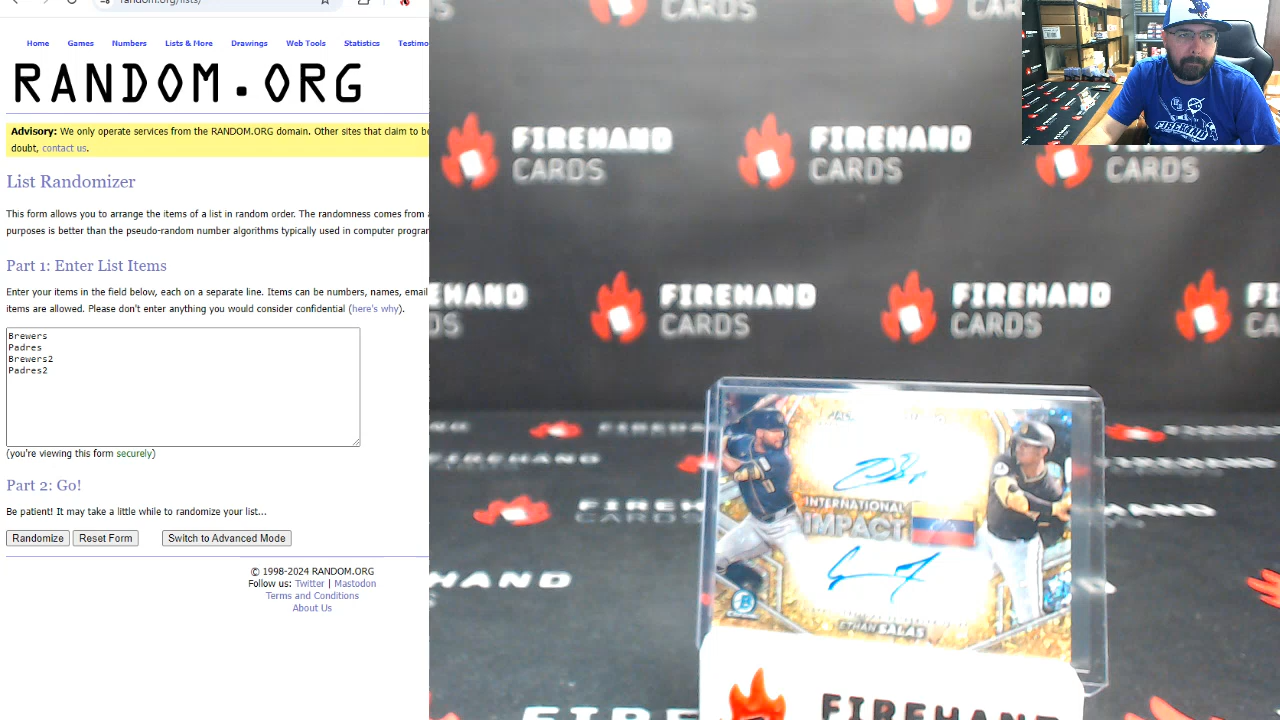 random.org/lists/
Home Games Numbers Lists & More Drawings Web Tools Statistics Testimo
RANDOM.ORG
Advisory: We only operate services from the RANDOM.ORG domain. Other sites that claim to be
doubt, contact us.
List Randomizer
This form allows you to arrange the items of a list in random order. The randomness comes from
purposes is better than the pseudo-random number algorithms typically used in computer program
Part 1: Enter List Items
Enter your items in the field below, each on a separate line. Items can be numbers, names, email
items are allowed. Please don't enter anything you would consider confidential (here's why).
Brewers
Padres
Brewers2
Padres2
(you're viewing this form securely)
Part 2: Go!
Be patient! It may take a little while to randomize your list...
Randomize Reset Form Switch to Advanced Mode
© 1998-2024 RANDOM.ORG
Follow us: Twitter | Mastodon
Terms and Conditions
About Us
FIREHAND
CARDS
FIREHAND
CARDS
CARDS
FIREHAND
CARDS
FIREHAND
CARDS
FIREHAND
CARDS
INTERNATIONAL
IMPACT
ETHAN SALAS
FIREHAND
FIREHAND